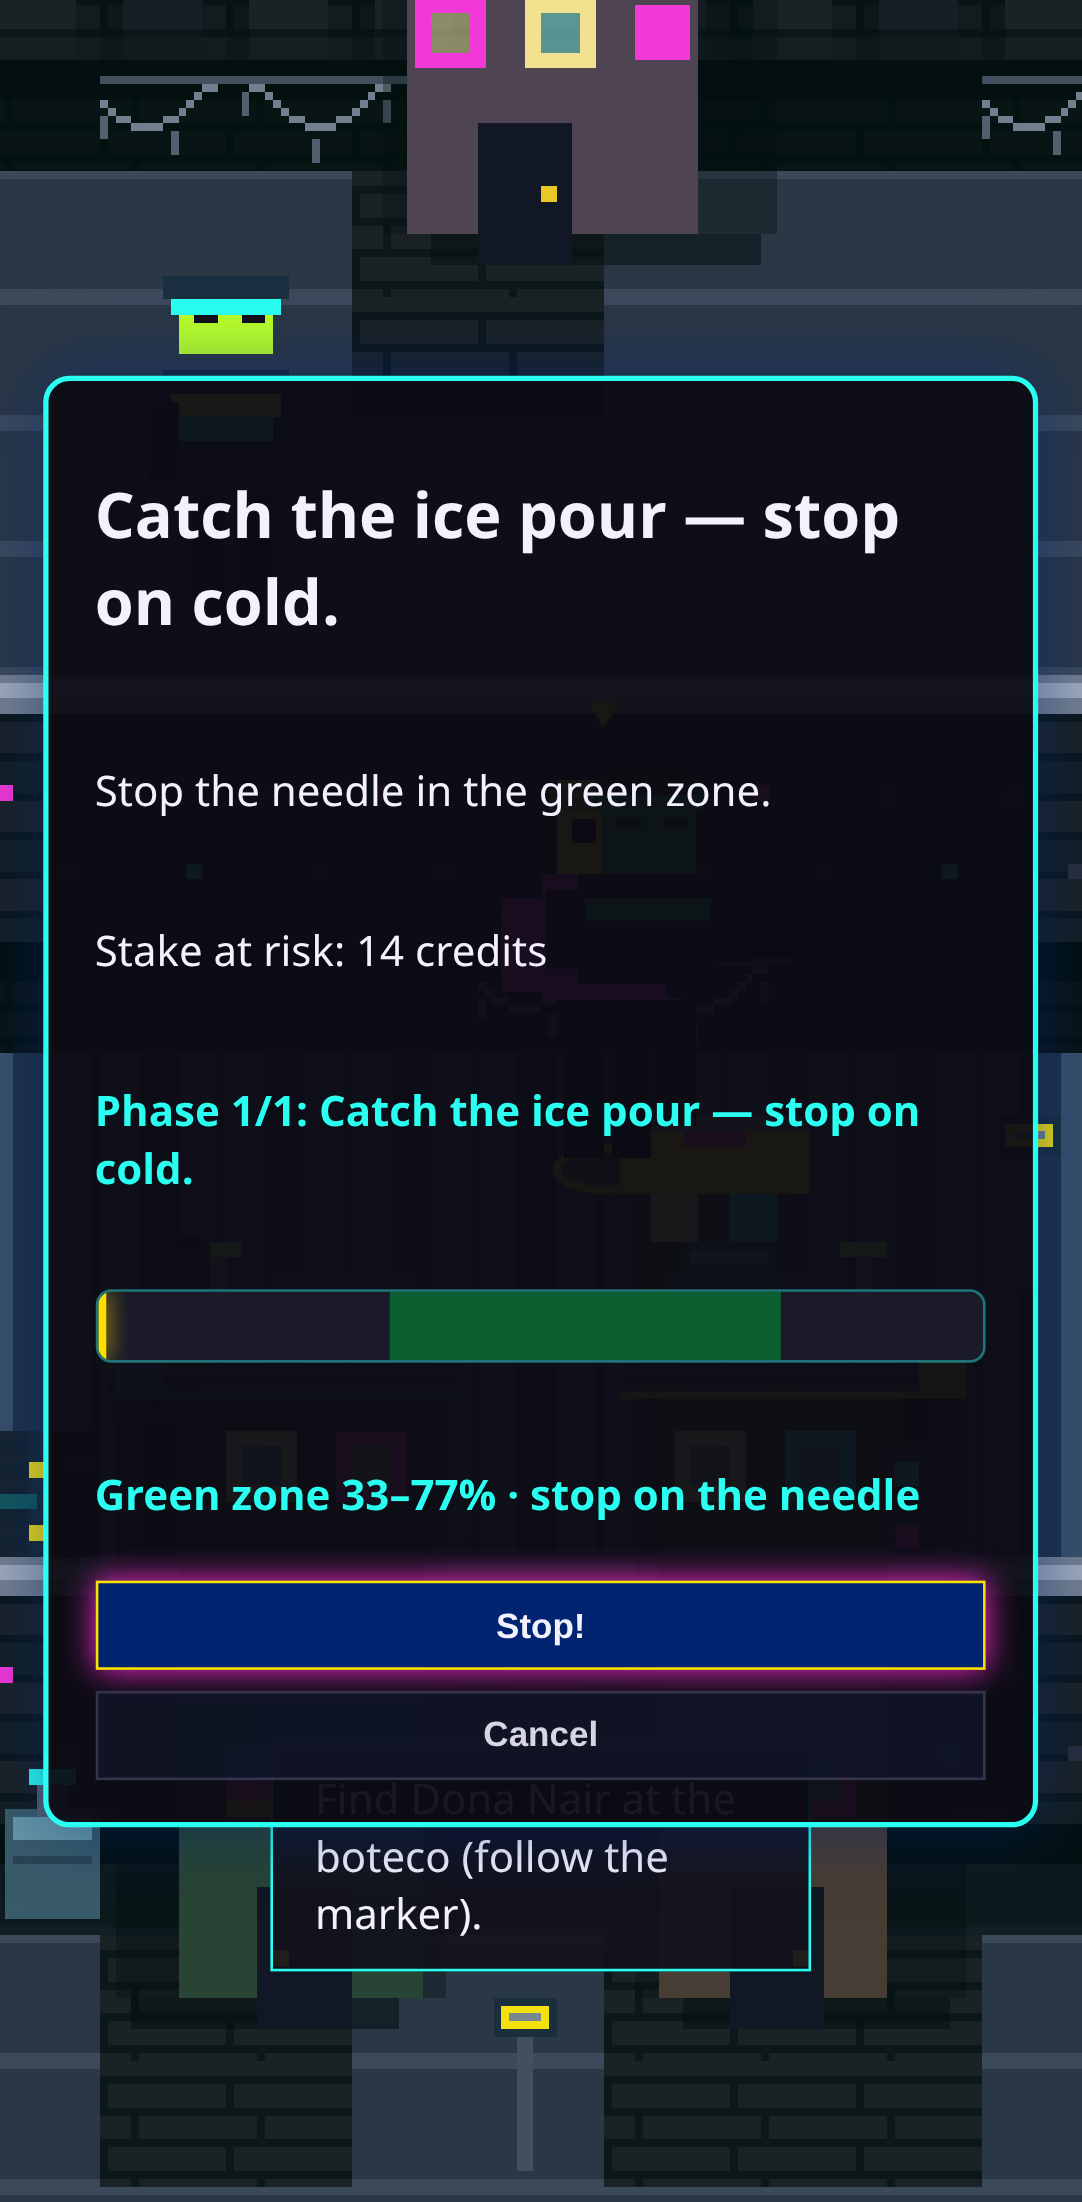 Catch the ice pour — stop
on cold.
Stop the needle in the green zone.
Stake at risk: 14 credits
Phase 1/1: Catch the ice pour — stop on
cold.
Green zone 33–77% · stop on the needle
Stop!
Cancel
Find Dona Nair at the
boteco (follow the
marker).